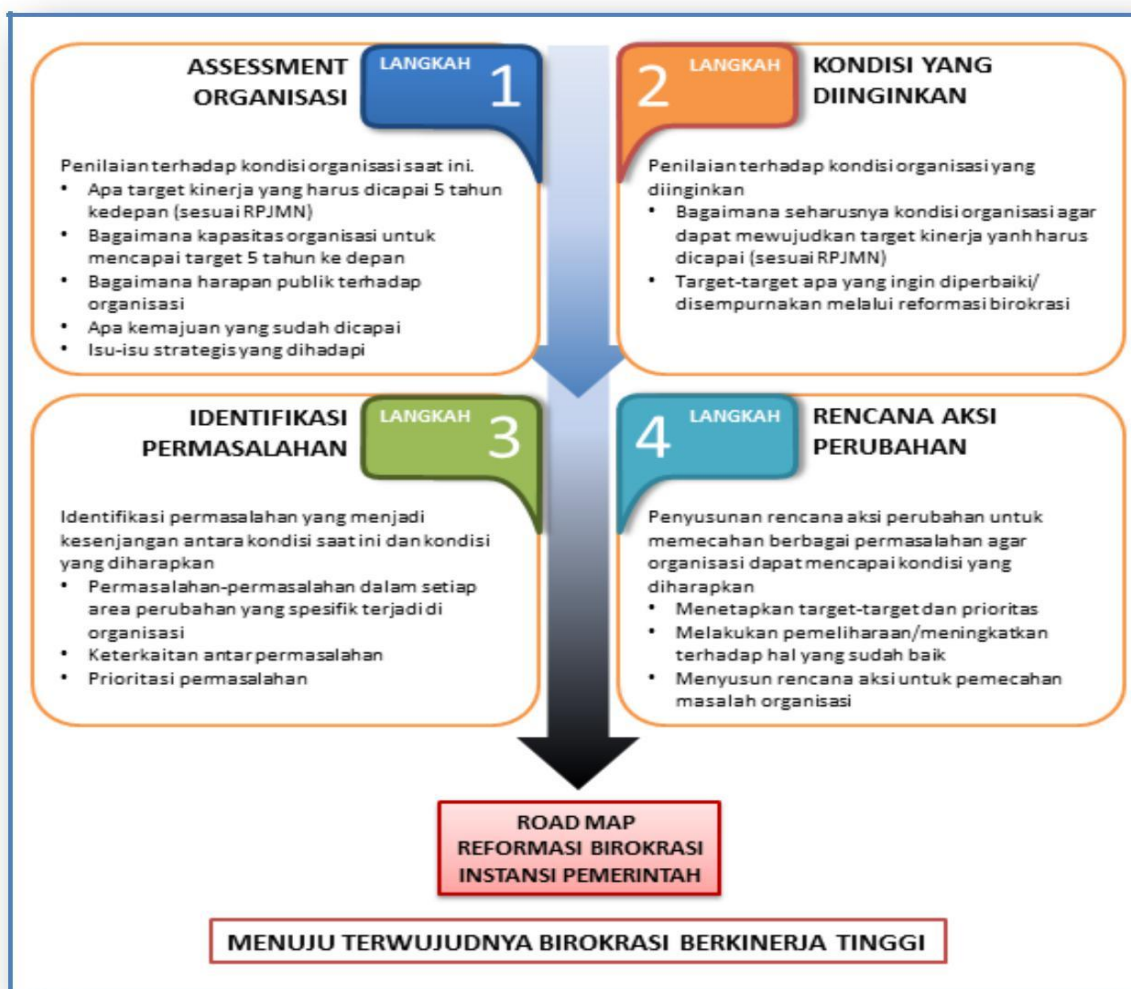 ASSESSMENT
ORGANISASI
LANGKAH
1
Penilaian terhadap kondisi organisasi saat ini.
• Apa target kinerja yang harus dicapai 5 tahun
kedepan (sesuai RPJMN)
• Bagaimana kapasitas organisasi untuk
mencapai target 5 tahun ke depan
• Bagaimana harapan publik terhadap
organisasi
• Apa kemajuan yang sudah dicapai
• Isu-isu strategis yang dihadapi
2
LANGKAH
KONDISI YANG
DIINGINKAN
Penilaian terhadap kondisi organisasi yang
diinginkan
• Bagaimana seharusnya kondisi organisasi agar
dapat mewujudkan target kinerja yanh harus
dicapai (sesuai RPJMN)
• Target-target apa yang ingin diperbaiki/
disempurnakan melalui reformasi birokrasi
IDENTIFIKASI
PERMASALAHAN
LANGKAH
3
Identifikasi permasalahan yang menjadi
kesenjangan antara kondisi saat ini dan kondisi
yang diharapkan
• Permasalahan-permasalahan dalam setiap
area perubahan yang spesifik terjadi di
organisasi
• Keterkaitan antar permasalahan
• Prioritasi permasalahan
4
LANGKAH
RENCANA AKSI
PERUBAHAN
Penyusunan rencana aksi perubahan untuk
memecahan berbagai permasalahan agar
organisasi dapat mencapai kondisi yang
diharapkan
• Menetapkan target-target dan prioritas
• Melakukan pemeliharaan/meningkatkan
terhadap hal yang sudah baik
• Menyusun rencana aksi untuk pemecahan
masalah organisasi
ROAD MAP
REFORMASI BIROKRASI
INSTANSI PEMERINTAH
MENUJU TERWUJUDNYA BIROKRASI BERKINERJA TINGGI